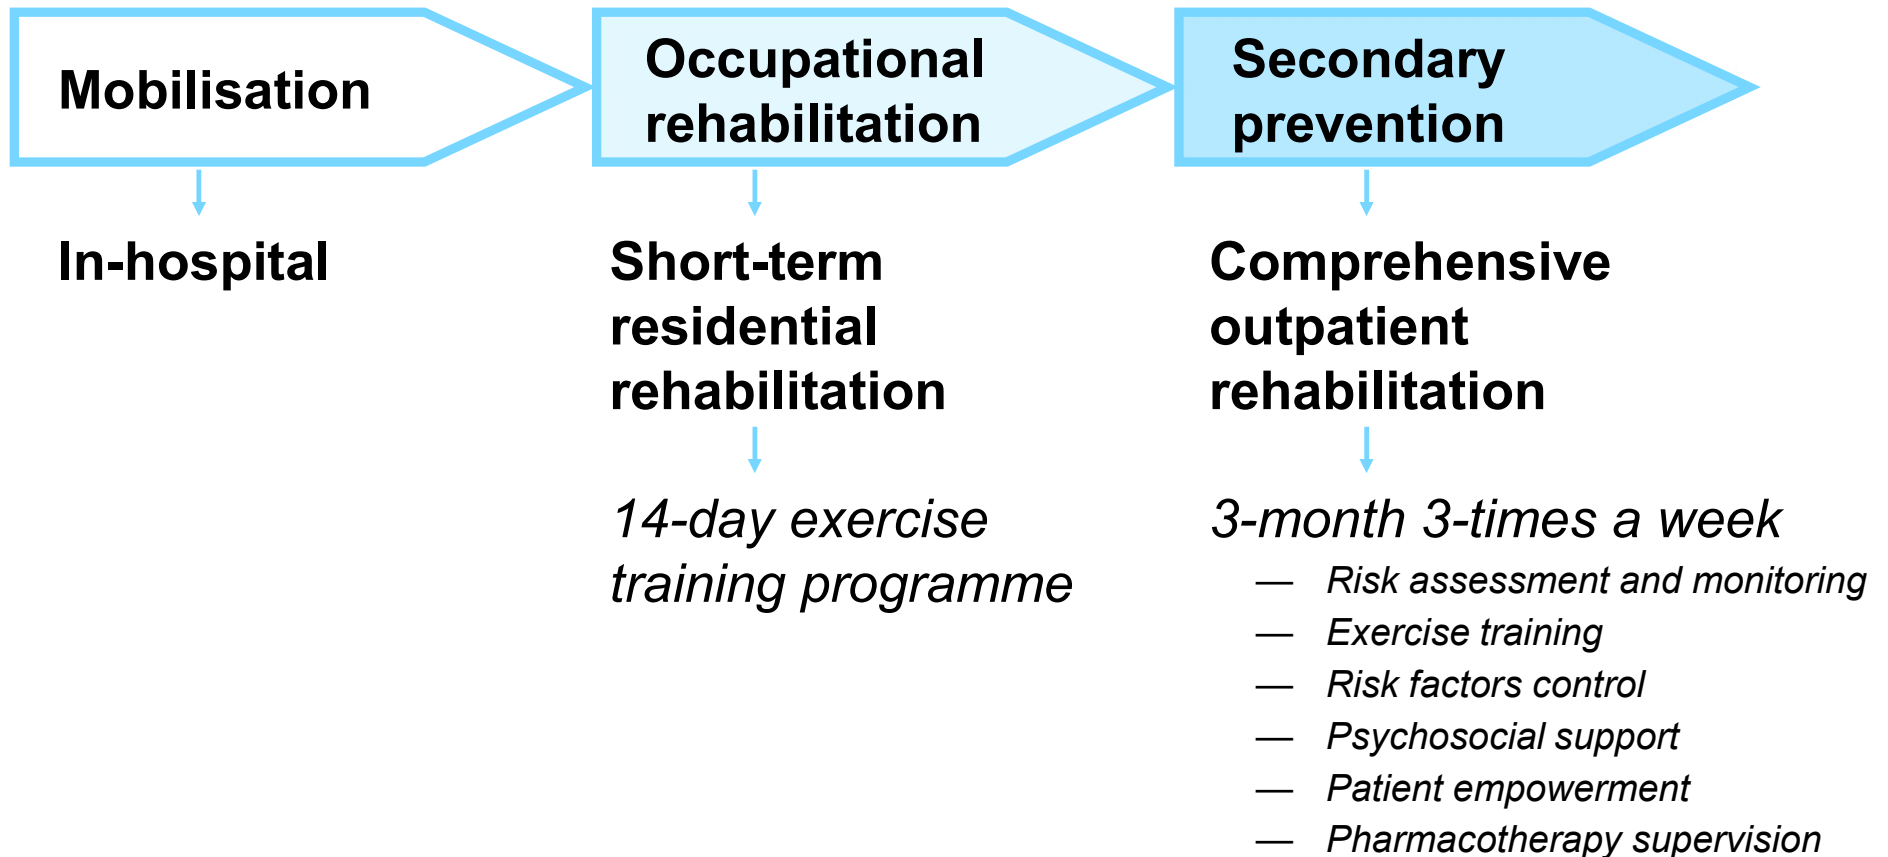 Mobilisation
Occupational
rehabilitation
Secondary
prevention
In-hospital
Short-term
residential
rehabilitation
Comprehensive
outpatient
rehabilitation
14-day exercise
training programme
3-month 3-times a week
— Risk assessment and monitoring
— Exercise training
— Risk factors control
— Psychosocial support
— Patient empowerment
— Pharmacotherapy supervision